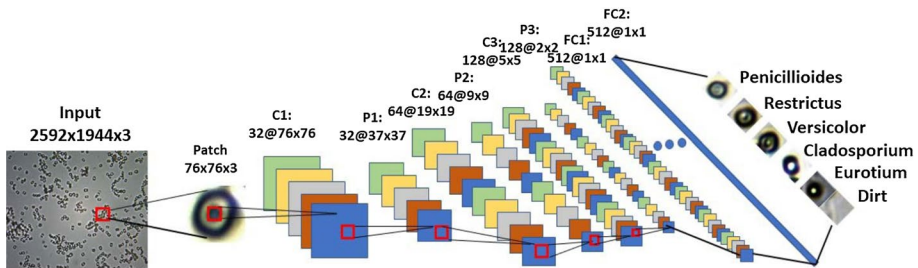 Input
2592x1944x3
Patch
76x76x3
C1:
32@76x76
P1:
32@37x37
C2:
64@19x19
P2:
64@9x9
C3:
128@5x5
P3:
128@2x2
FC1:
512@1x1
FC2:
512@1x1
Penicillioides
Restrictus
Versicolor
Cladosporium
Eurotium
Dirt